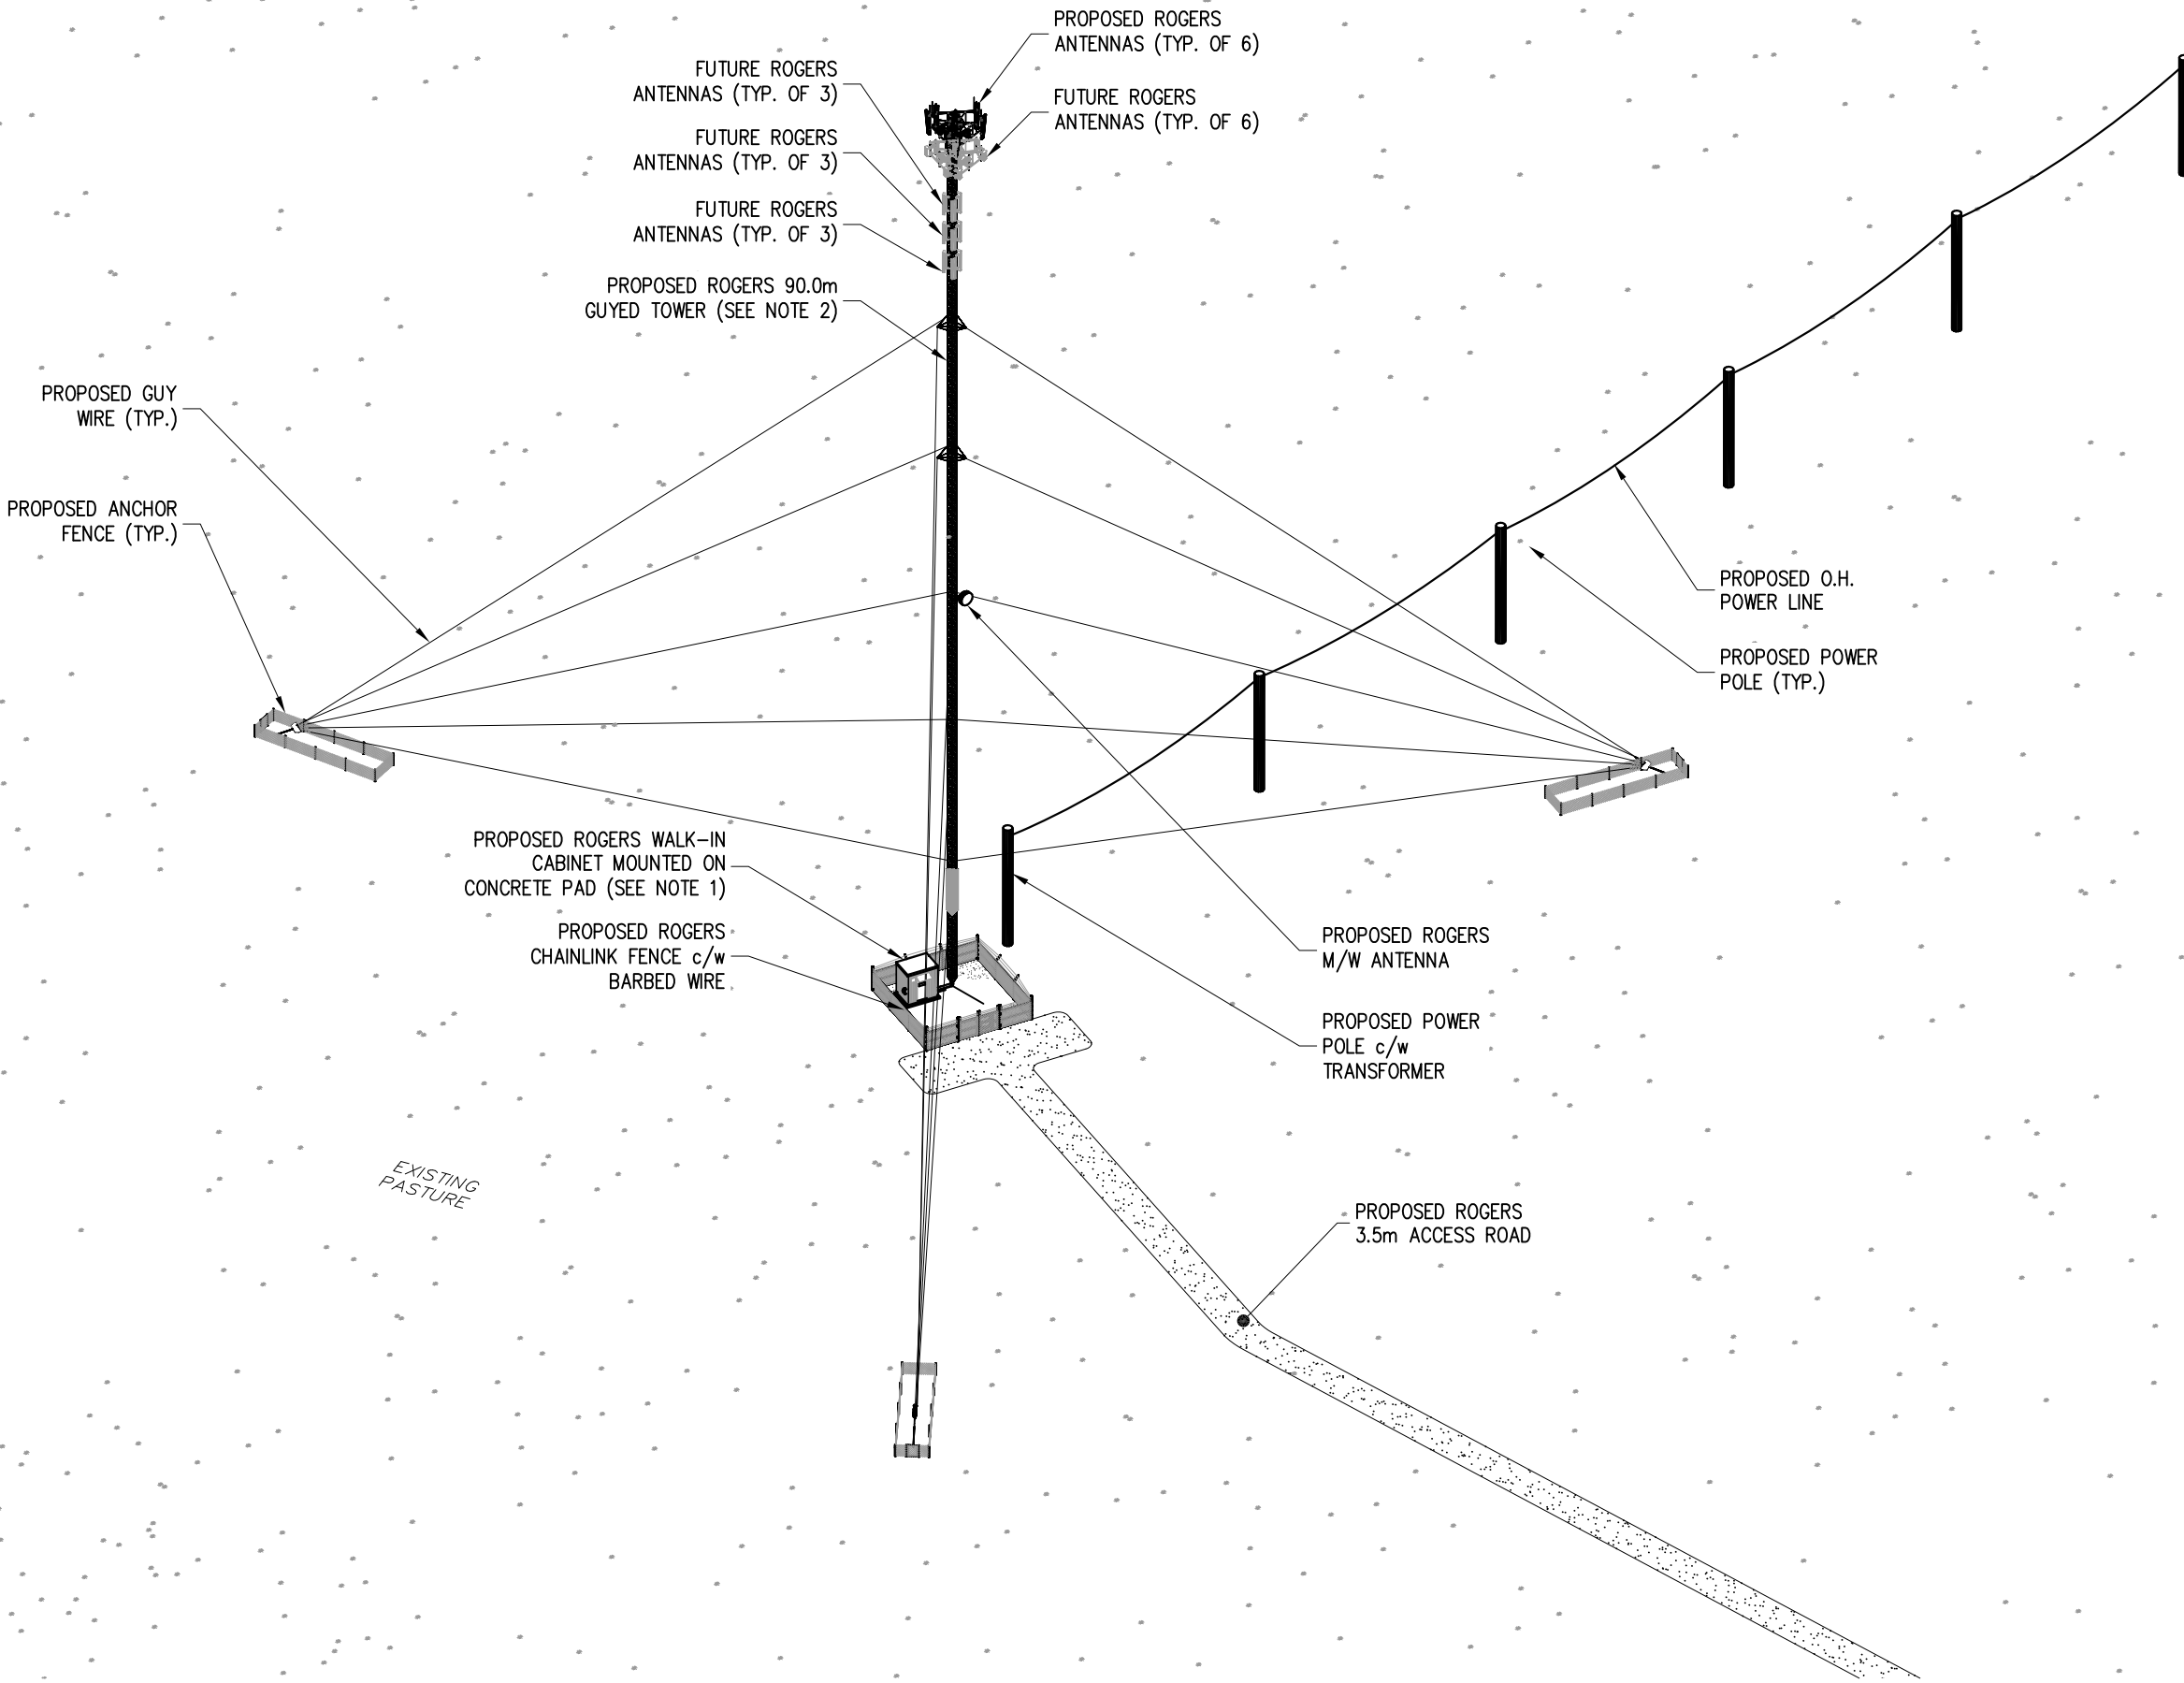 PROPOSED ROGERS
ANTENNAS (TYP. OF 6)
FUTURE ROGERS
ANTENNAS (TYP. OF 3)
FUTURE ROGERS
ANTENNAS (TYP. OF 6)
FUTURE ROGERS
ANTENNAS (TYP. OF 3)
FUTURE ROGERS
ANTENNAS (TYP. OF 3)
PROPOSED ROGERS 90.0m
GUYED TOWER (SEE NOTE 2)
PROPOSED GUY
WIRE (TYP.)
PROPOSED ANCHOR
FENCE (TYP.)
PROPOSED O.H.
POWER LINE
PROPOSED POWER
POLE (TYP.)
PROPOSED ROGERS WALK-IN
CABINET MOUNTED ON
CONCRETE PAD (SEE NOTE 1)
PROPOSED ROGERS
CHAINLINK FENCE c/w
BARBED WIRE
PROPOSED ROGERS
M/W ANTENNA
PROPOSED POWER
POLE c/w
TRANSFORMER
EXISTING
PASTURE
PROPOSED ROGERS
3.5m ACCESS ROAD